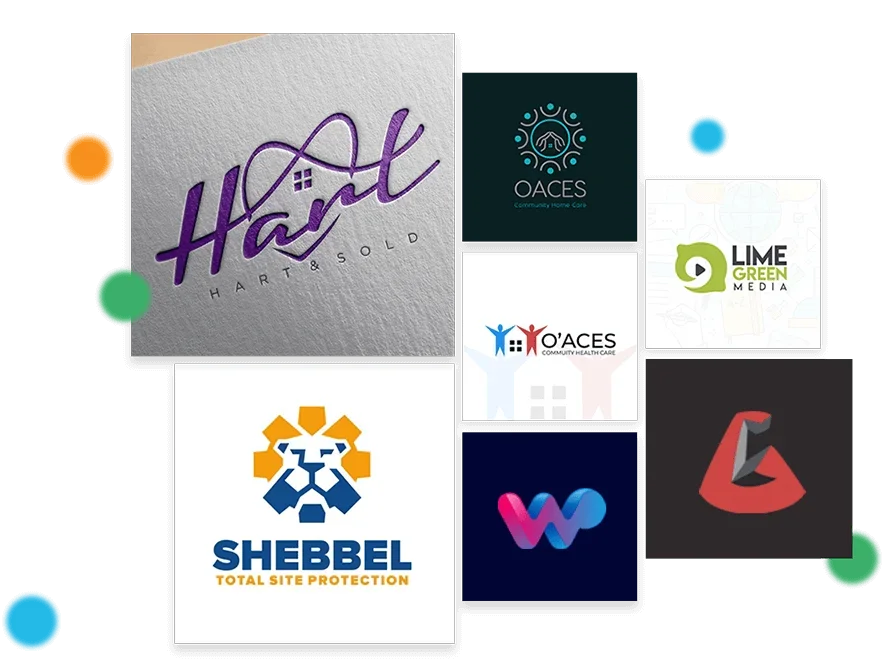 Hart
HART & SOLD
OACES
Community Home Care
LIME
GREEN
MEDIA
O'ACES
COMMUITY HEALTH CARE
SHEBBEL
TOTAL SITE PROTECTION
W